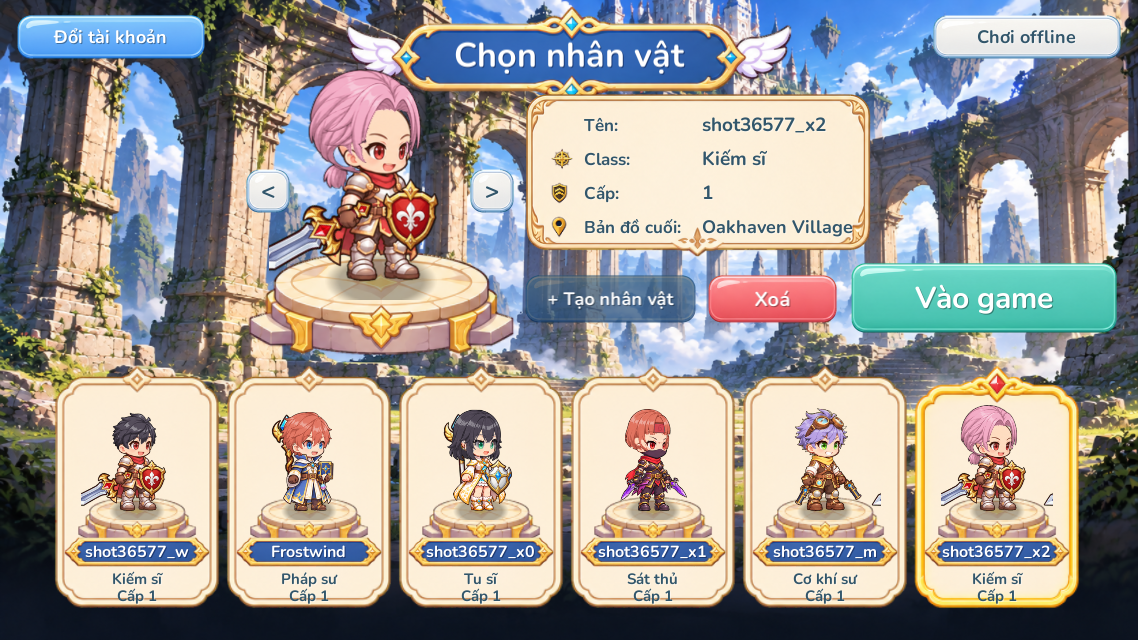 Đổi tài khoản
Chọn nhân vật
Chơi offline
Tên: shot36577_x2
Class: Kiếm sĩ
Cấp: 1
Bản đồ cuối: Oakhaven Village
<
>
+ Tạo nhân vật
Xoá
Vào game
shot36577_w
Kiếm sĩ
Cấp 1
Frostwind
Pháp sư
Cấp 1
shot36577_x0
Tu sĩ
Cấp 1
shot36577_x1
Sát thủ
Cấp 1
shot36577_m
Cơ khí sư
Cấp 1
shot36577_x2
Kiếm sĩ
Cấp 1